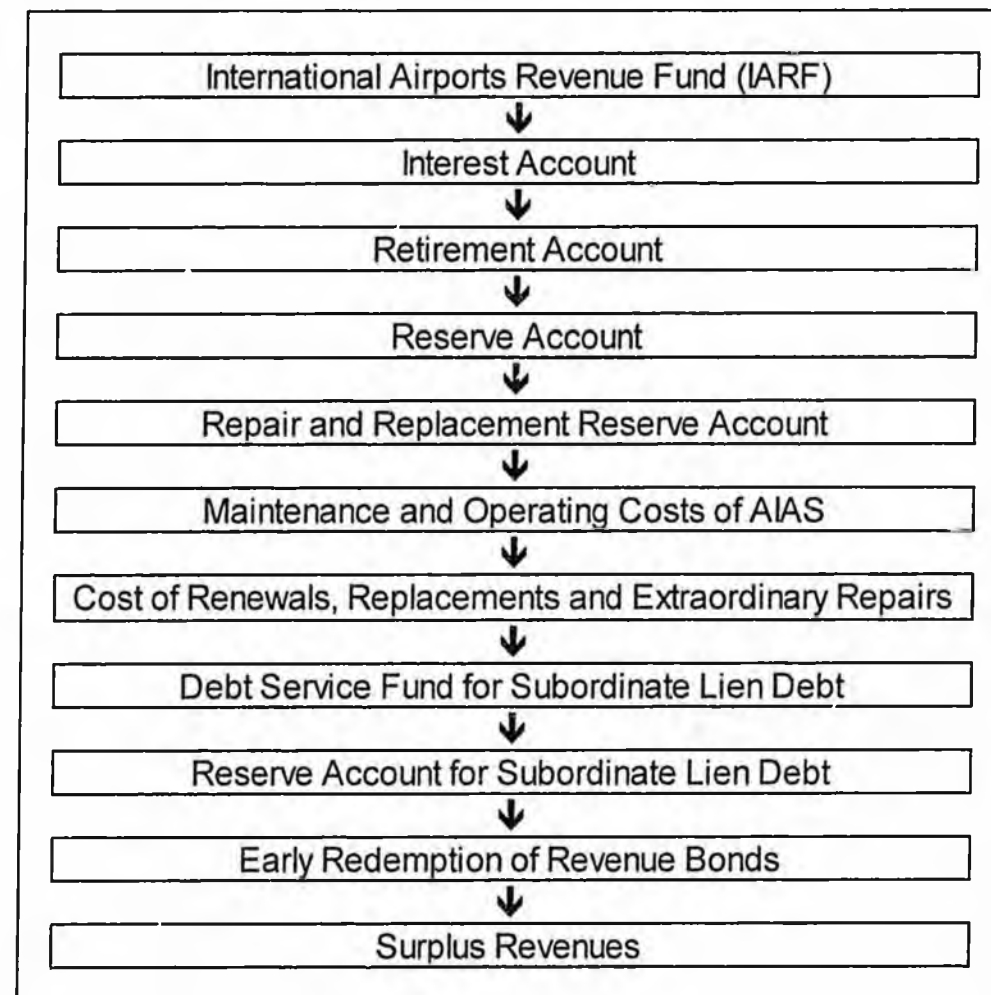 International Airports Revenue Fund (IARF)
Interest Account
Retirement Account
Reserve Account
Repair and Replacement Reserve Account
Maintenance and Operating Costs of AIAS
Cost of Renewals, Replacements and Extraordinary Repairs
Debt Service Fund for Subordinate Lien Debt
Reserve Account for Subordinate Lien Debt
Early Redemption of Revenue Bonds
Surplus Revenues